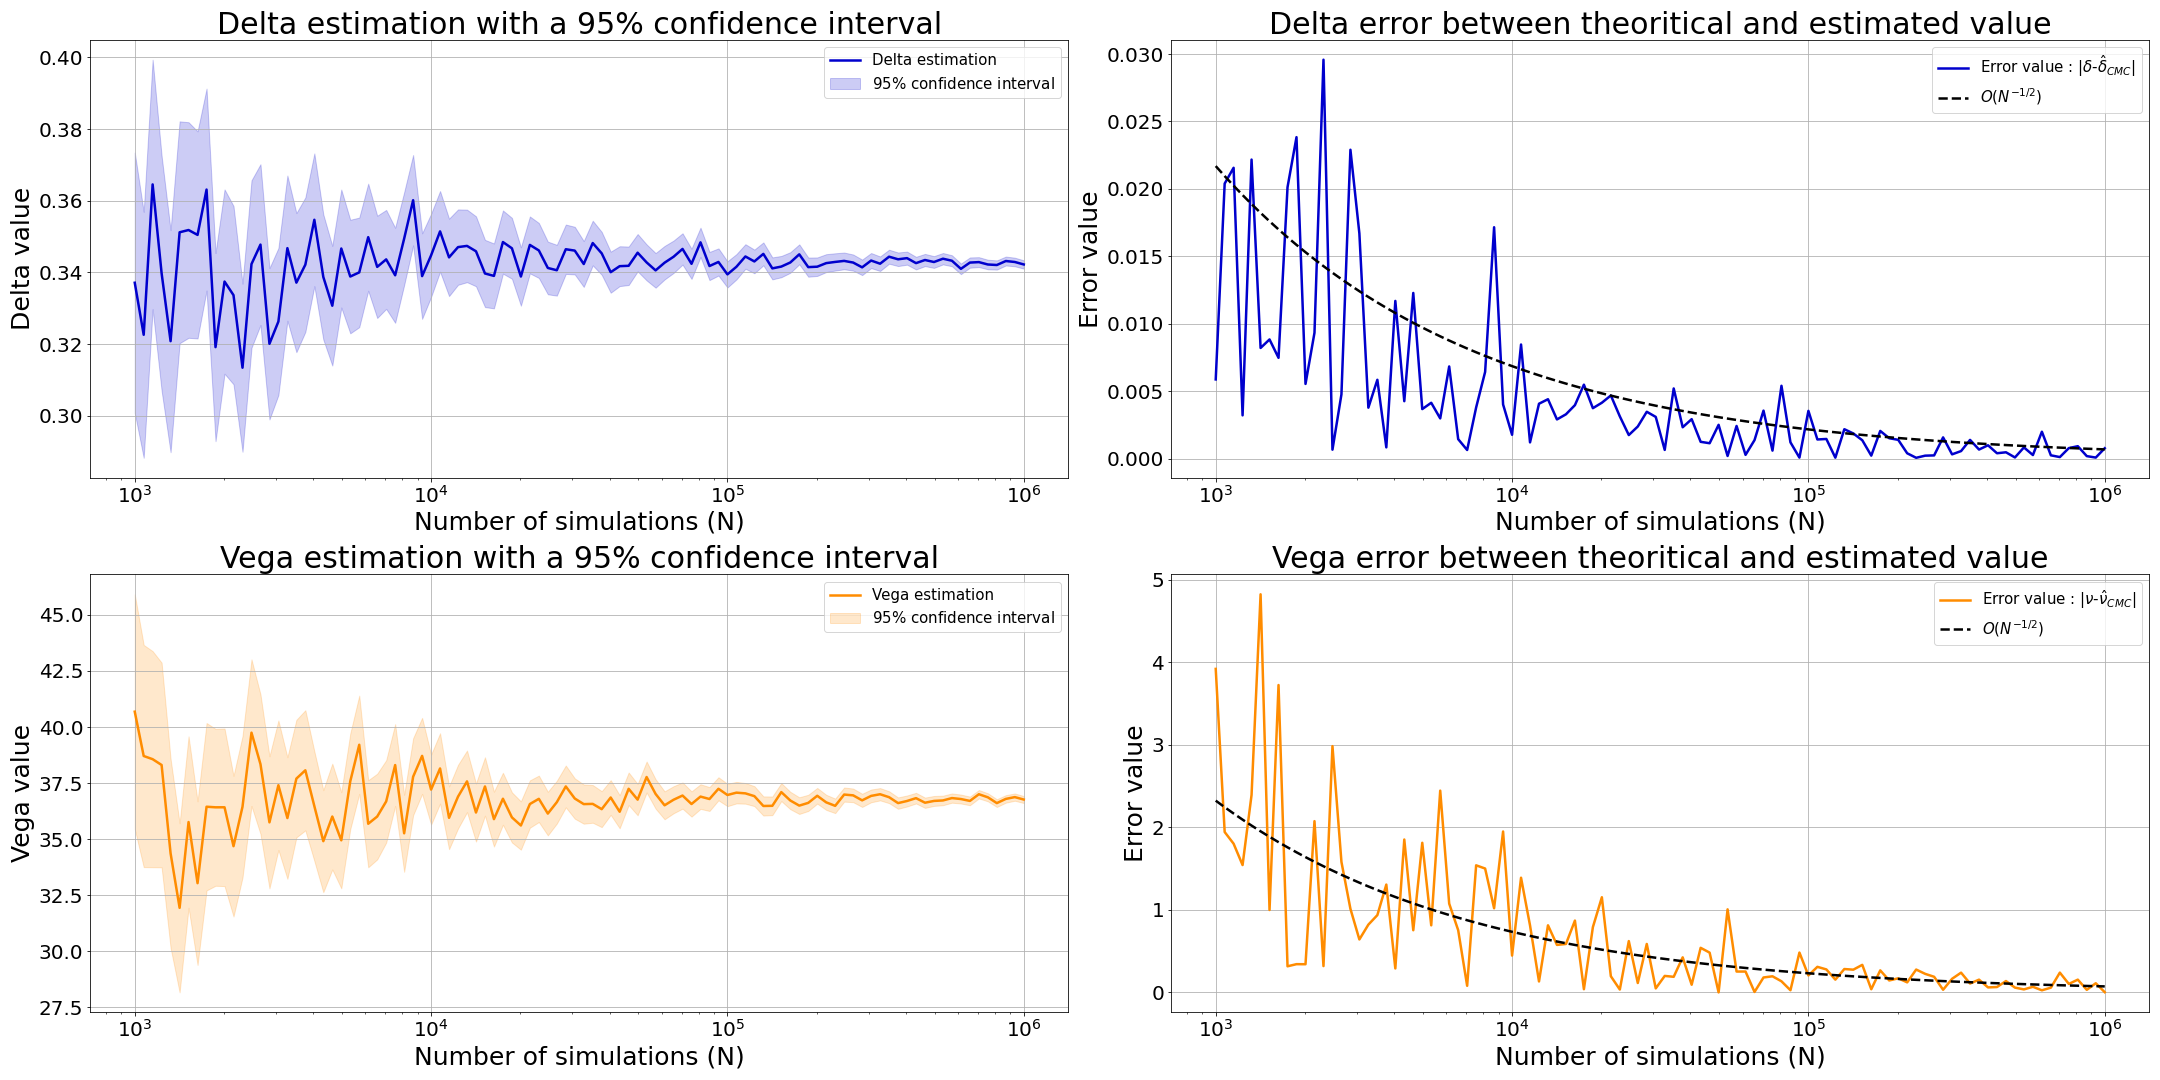 Delta estimation with a 95% confidence interval
Delta value
0.40
0.38
0.36
0.34
0.32
0.30
Delta estimation
95% confidence interval
10³ 10⁴ 10⁵ 10⁶
Number of simulations (N)
Delta error between theoritical and estimated value
Error value
0.030
0.025
0.020
0.015
0.010
0.005
0.000
Error value : |δ-δ̂_CMC|
O(N⁻¹ᐟ²)
10³ 10⁴ 10⁵ 10⁶
Number of simulations (N)
Vega estimation with a 95% confidence interval
Vega value
45.0
42.5
40.0
37.5
35.0
32.5
30.0
27.5
Vega estimation
95% confidence interval
10³ 10⁴ 10⁵ 10⁶
Number of simulations (N)
Vega error between theoritical and estimated value
Error value
5
4
3
2
1
0
Error value : |ν-ν̂_CMC|
O(N⁻¹ᐟ²)
10³ 10⁴ 10⁵ 10⁶
Number of simulations (N)